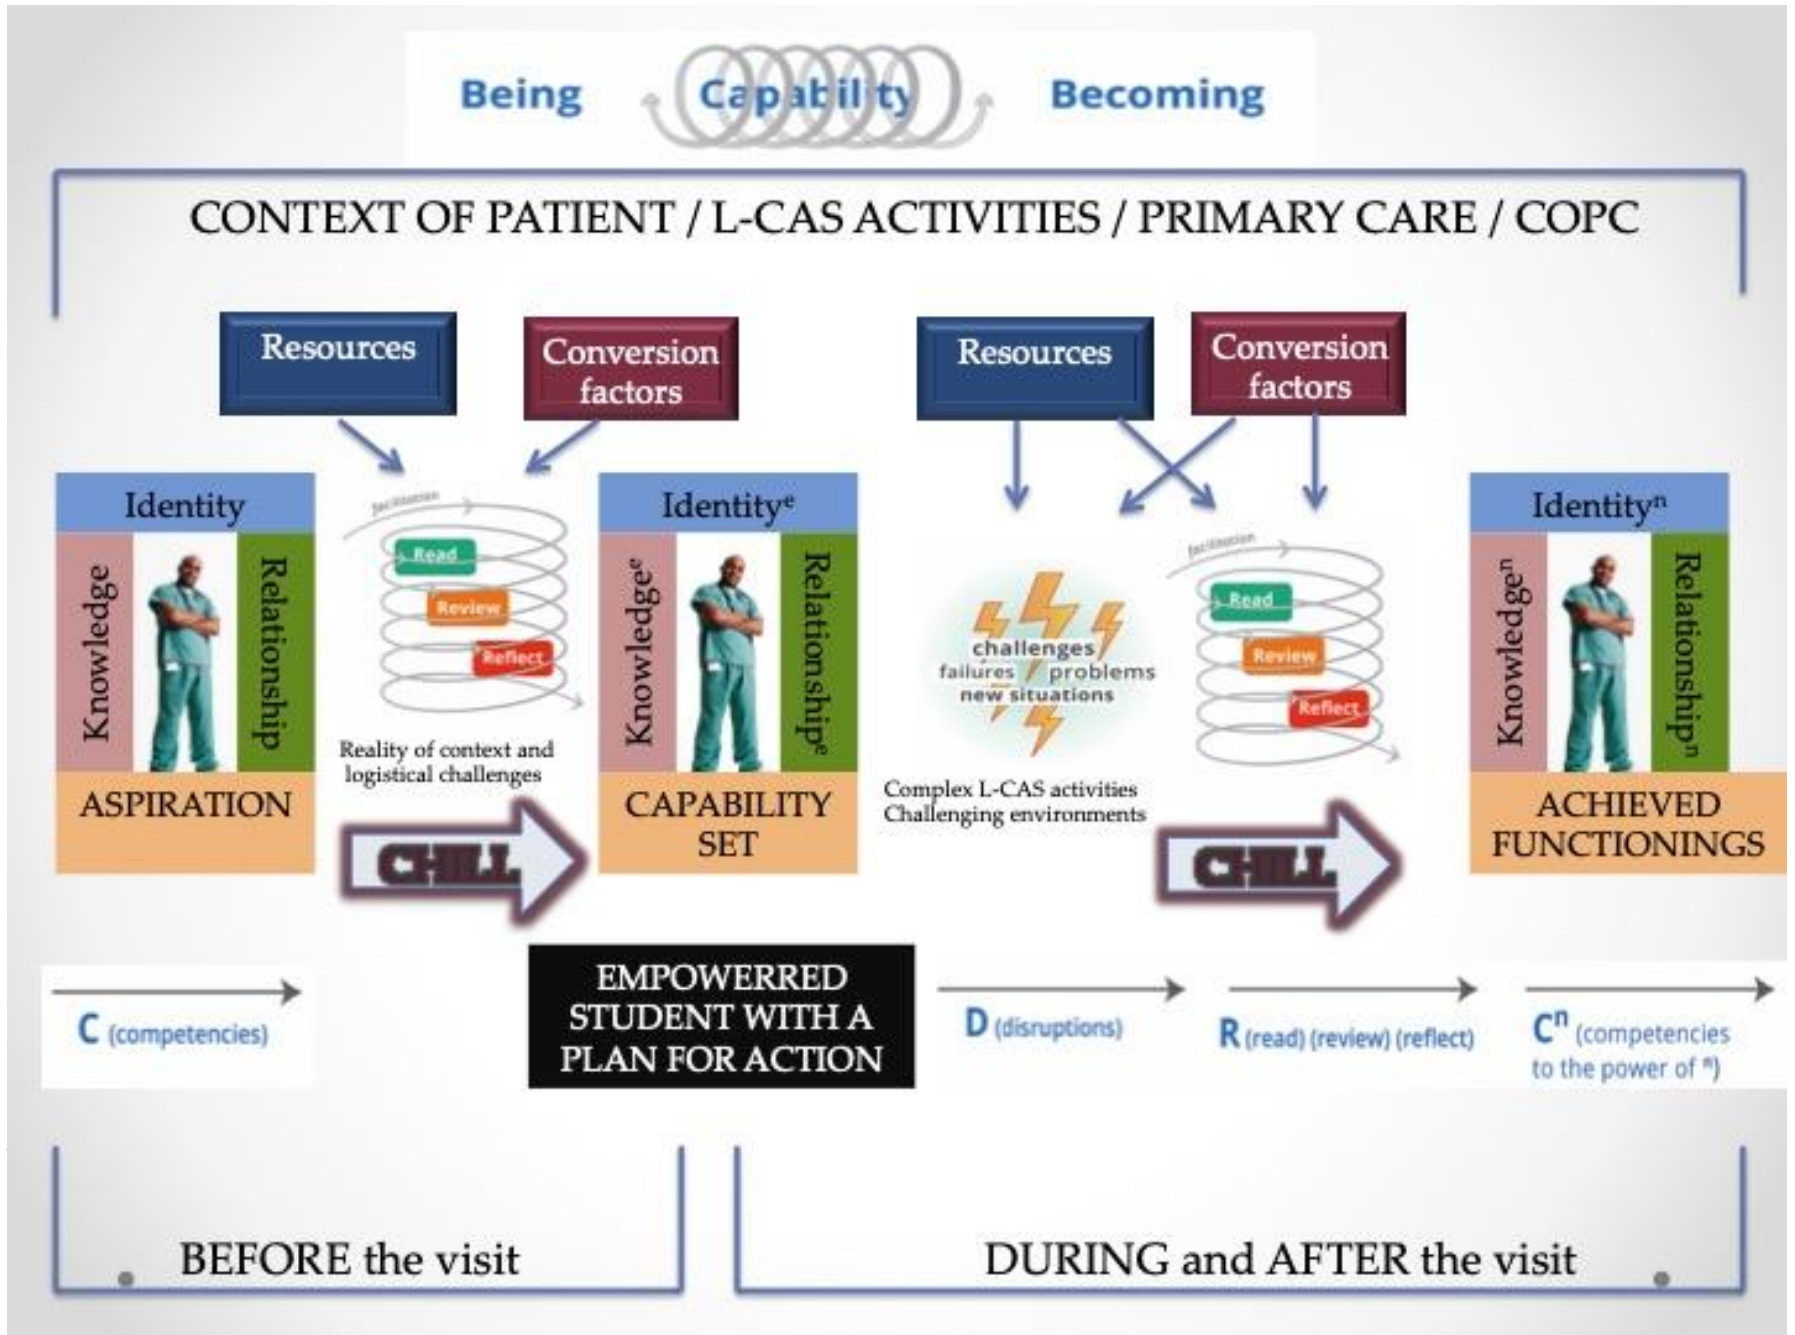 Being Capability Becoming
CONTEXT OF PATIENT / L-CAS ACTIVITIES / PRIMARY CARE / COPC
Resources
Conversion
factors
Resources
Conversion
factors
Identity
Knowledge
Relationship
ASPIRATION
facilitation
Read
Review
Reflect
Reality of context and
logistical challenges
CHILL
Identityᵉ
Knowledgeᵉ
Relationshipᵉ
CAPABILITY
SET
challenges
failures problems
new situations
Complex L-CAS activities
Challenging environments
facilitation
Read
Review
Reflect
CHILL
Identityⁿ
Knowledgeⁿ
Relationshipⁿ
ACHIEVED
FUNCTIONINGS
C (competencies)
EMPOWERRED
STUDENT WITH A
PLAN FOR ACTION
D (disruptions)
R (read) (review) (reflect)
Cⁿ (competencies
to the power of ⁿ)
BEFORE the visit
DURING and AFTER the visit